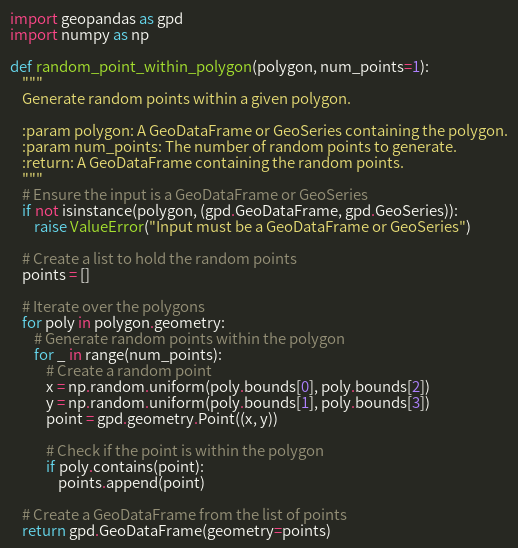 import geopandas as gpd
import numpy as np

def random_point_within_polygon(polygon, num_points=1):
    """
    Generate random points within a given polygon.

    :param polygon: A GeoDataFrame or GeoSeries containing the polygon.
    :param num_points: The number of random points to generate.
    :return: A GeoDataFrame containing the random points.
    """
    # Ensure the input is a GeoDataFrame or GeoSeries
    if not isinstance(polygon, (gpd.GeoDataFrame, gpd.GeoSeries)):
        raise ValueError("Input must be a GeoDataFrame or GeoSeries")

    # Create a list to hold the random points
    points = []

    # Iterate over the polygons
    for poly in polygon.geometry:
        # Generate random points within the polygon
        for _ in range(num_points):
            # Create a random point
            x = np.random.uniform(poly.bounds[0], poly.bounds[2])
            y = np.random.uniform(poly.bounds[1], poly.bounds[3])
            point = gpd.geometry.Point((x, y))

            # Check if the point is within the polygon
            if poly.contains(point):
                points.append(point)

    # Create a GeoDataFrame from the list of points
    return gpd.GeoDataFrame(geometry=points)